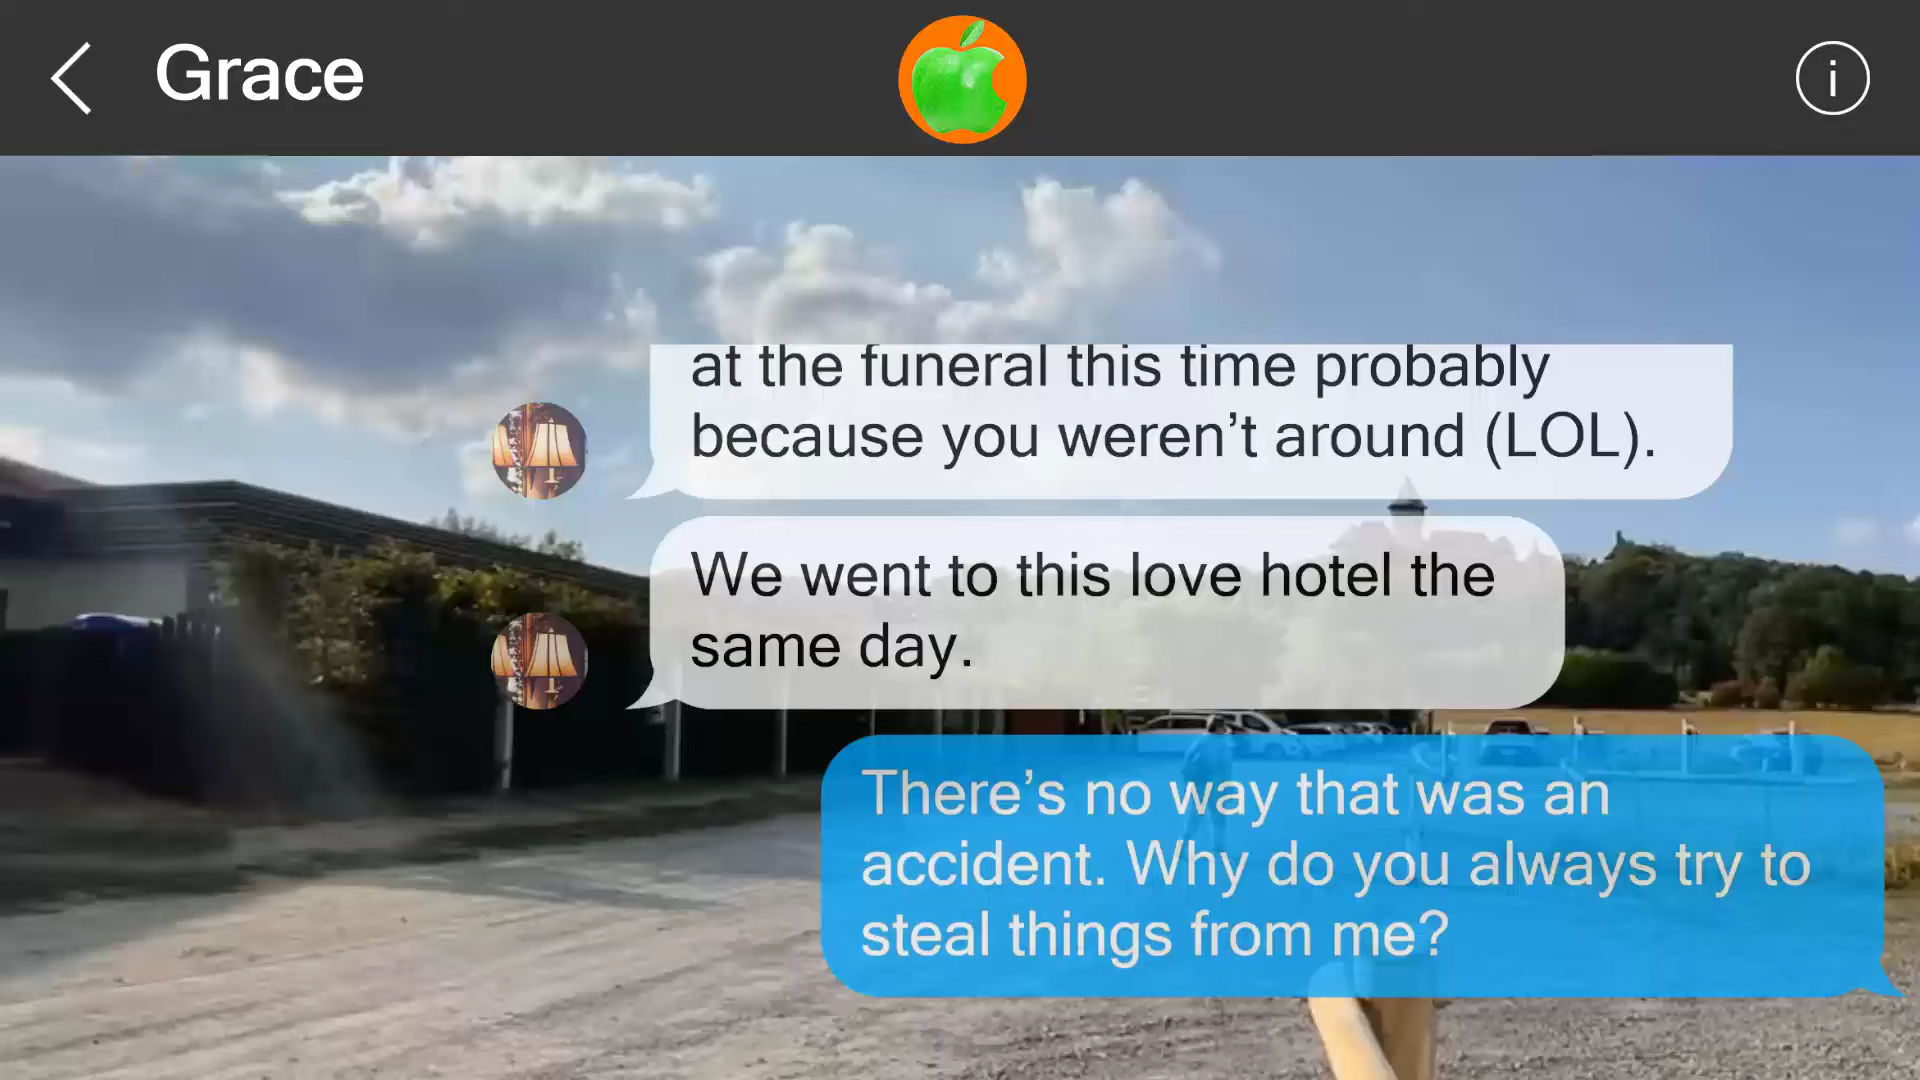 Grace
i
at the funeral this time probably
because you weren’t around (LOL).
We went to this love hotel the
same day.
There’s no way that was an
accident. Why do you always try to
steal things from me?